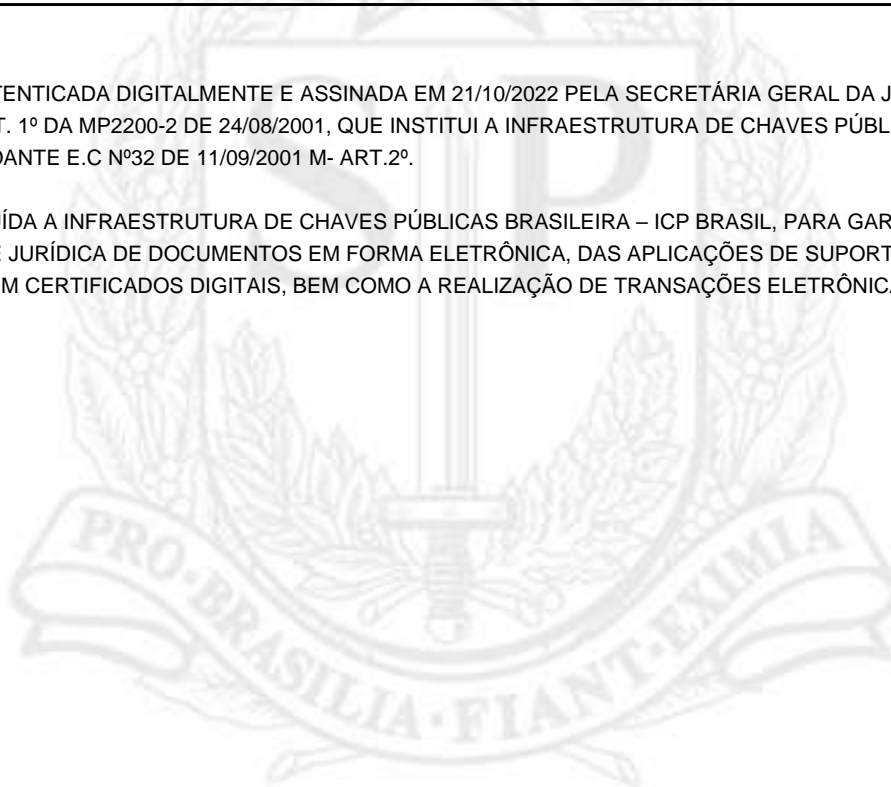 TENTICADA DIGITALMENTE E ASSINADA EM 21/10/2022 PELA SECRETÁRIA GERAL DA J
T. 1º DA MP2200-2 DE 24/08/2001, QUE INSTITUI A INFRAESTRUTURA DE CHAVES PÚBL
DANTE E.C Nº32 DE 11/09/2001 M- ART.2º.
UÍDA A INFRAESTRUTURA DE CHAVES PÚBLICAS BRASILEIRA – ICP BRASIL, PARA GAR
E JURÍDICA DE DOCUMENTOS EM FORMA ELETRÔNICA, DAS APLICAÇÕES DE SUPORT
M CERTIFICADOS DIGITAIS, BEM COMO A REALIZAÇÃO DE TRANSAÇÕES ELETRÔNICA
SP
PRO·BRASILIA·FIANT·EXIMIA